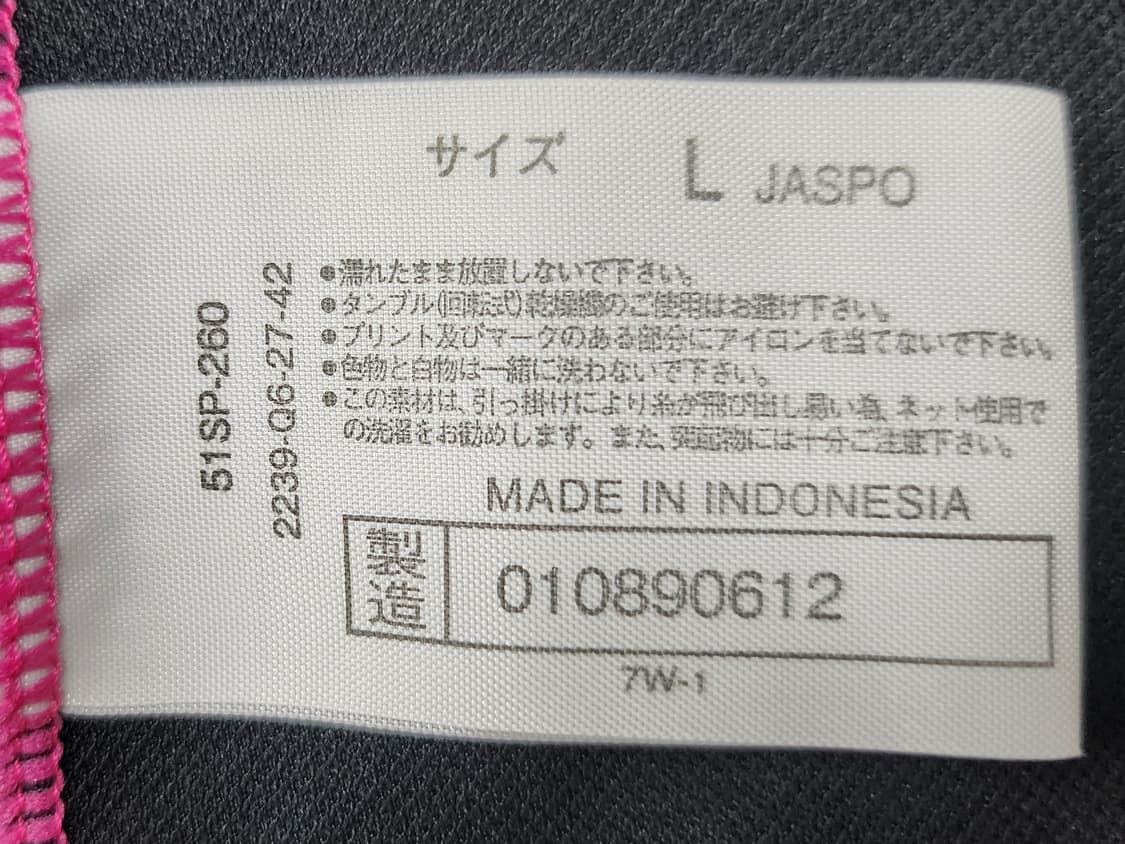 サイズ L JASPO
●濡れたまま放置しないで下さい。
●タンブル(回転式)乾燥機のご使用はお避け下さい。
●プリント及びマークのある部分にアイロンを当てないで下さい。
●色物と白物は一緒に洗わないで下さい。
●この素材は、引っ掛けにより糸が飛び出し易い為、ネット使用で
の洗濯をお勧めします。また、突起物には十分ご注意下さい。
MADE IN INDONESIA
製造 010890612
7W-1
51SP-260
2239-Q6-27-42